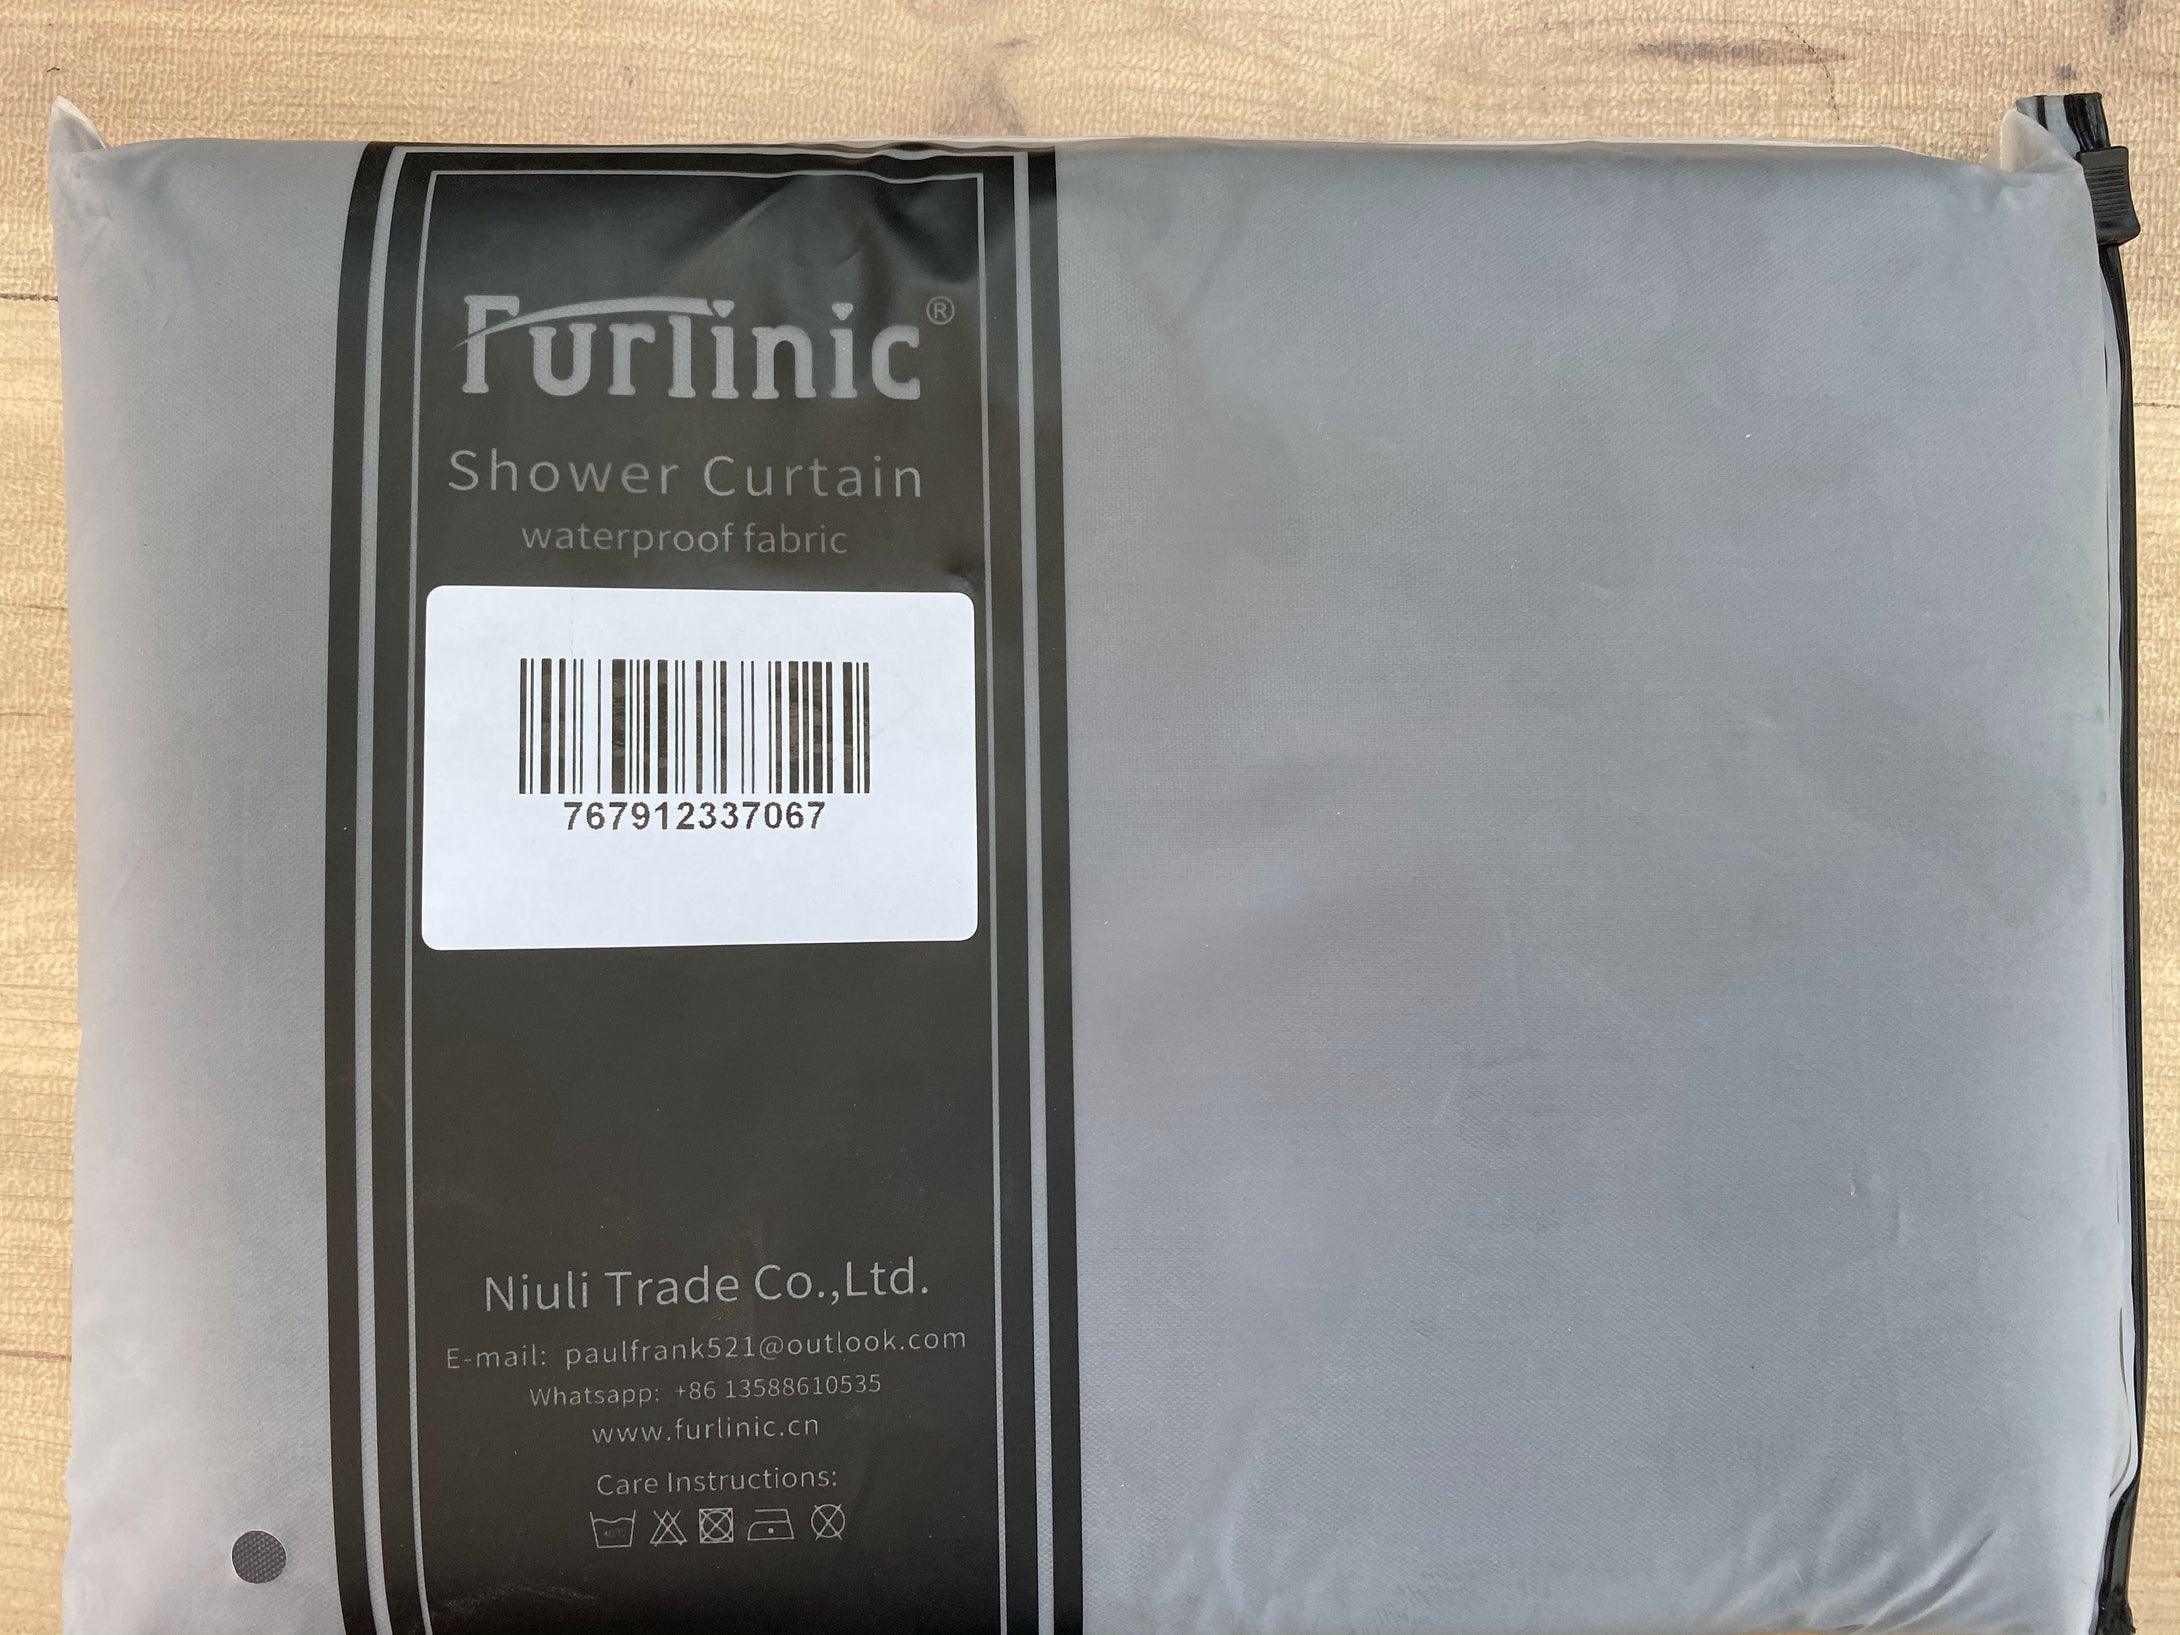 Furlinic®
Shower Curtain
waterproof fabric
767912337067
Niuli Trade Co.,Ltd.
E-mail: paulfrank521@outlook.com
Whatsapp: +86 13588610535
www.furlinic.cn
Care Instructions:
40°C